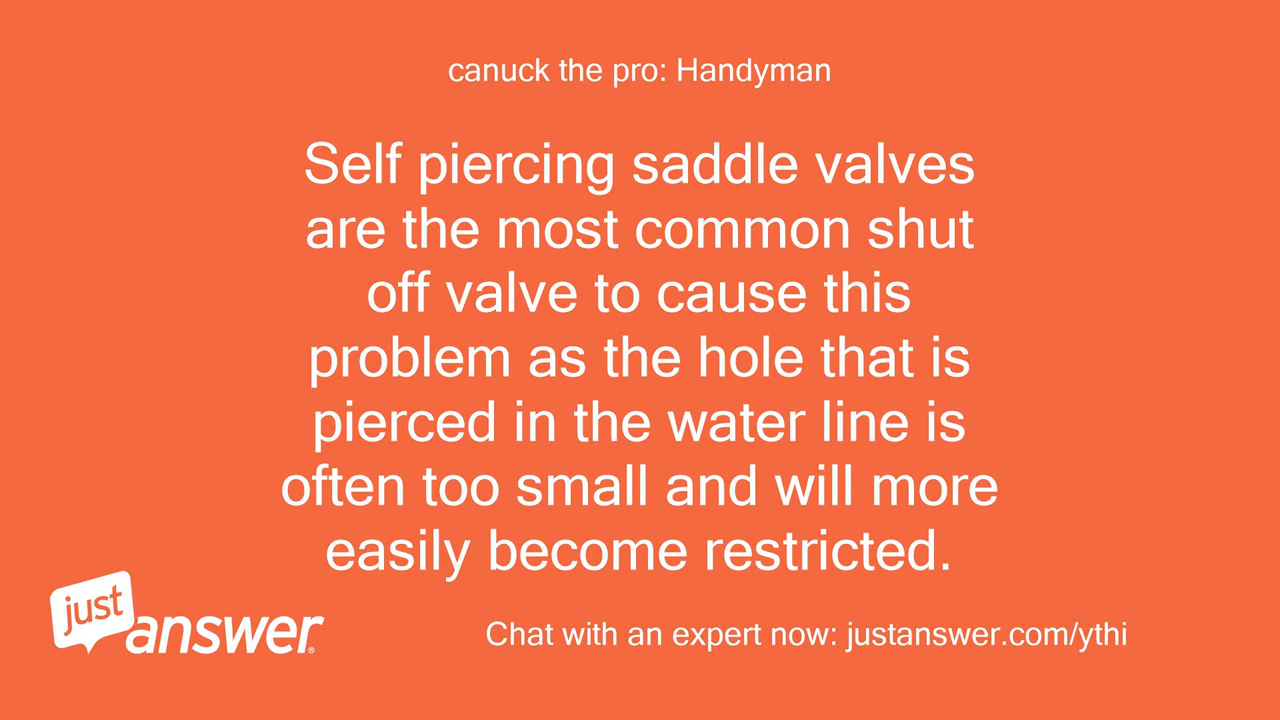 canuck the pro: Handyman
Self piercing saddle valves
are the most common shut
off valve to cause this
problem as the hole that is
pierced in the water line is
often too small and will more
easily become restricted.
just
answer®
Chat with an expert now: justanswer.com/ythi